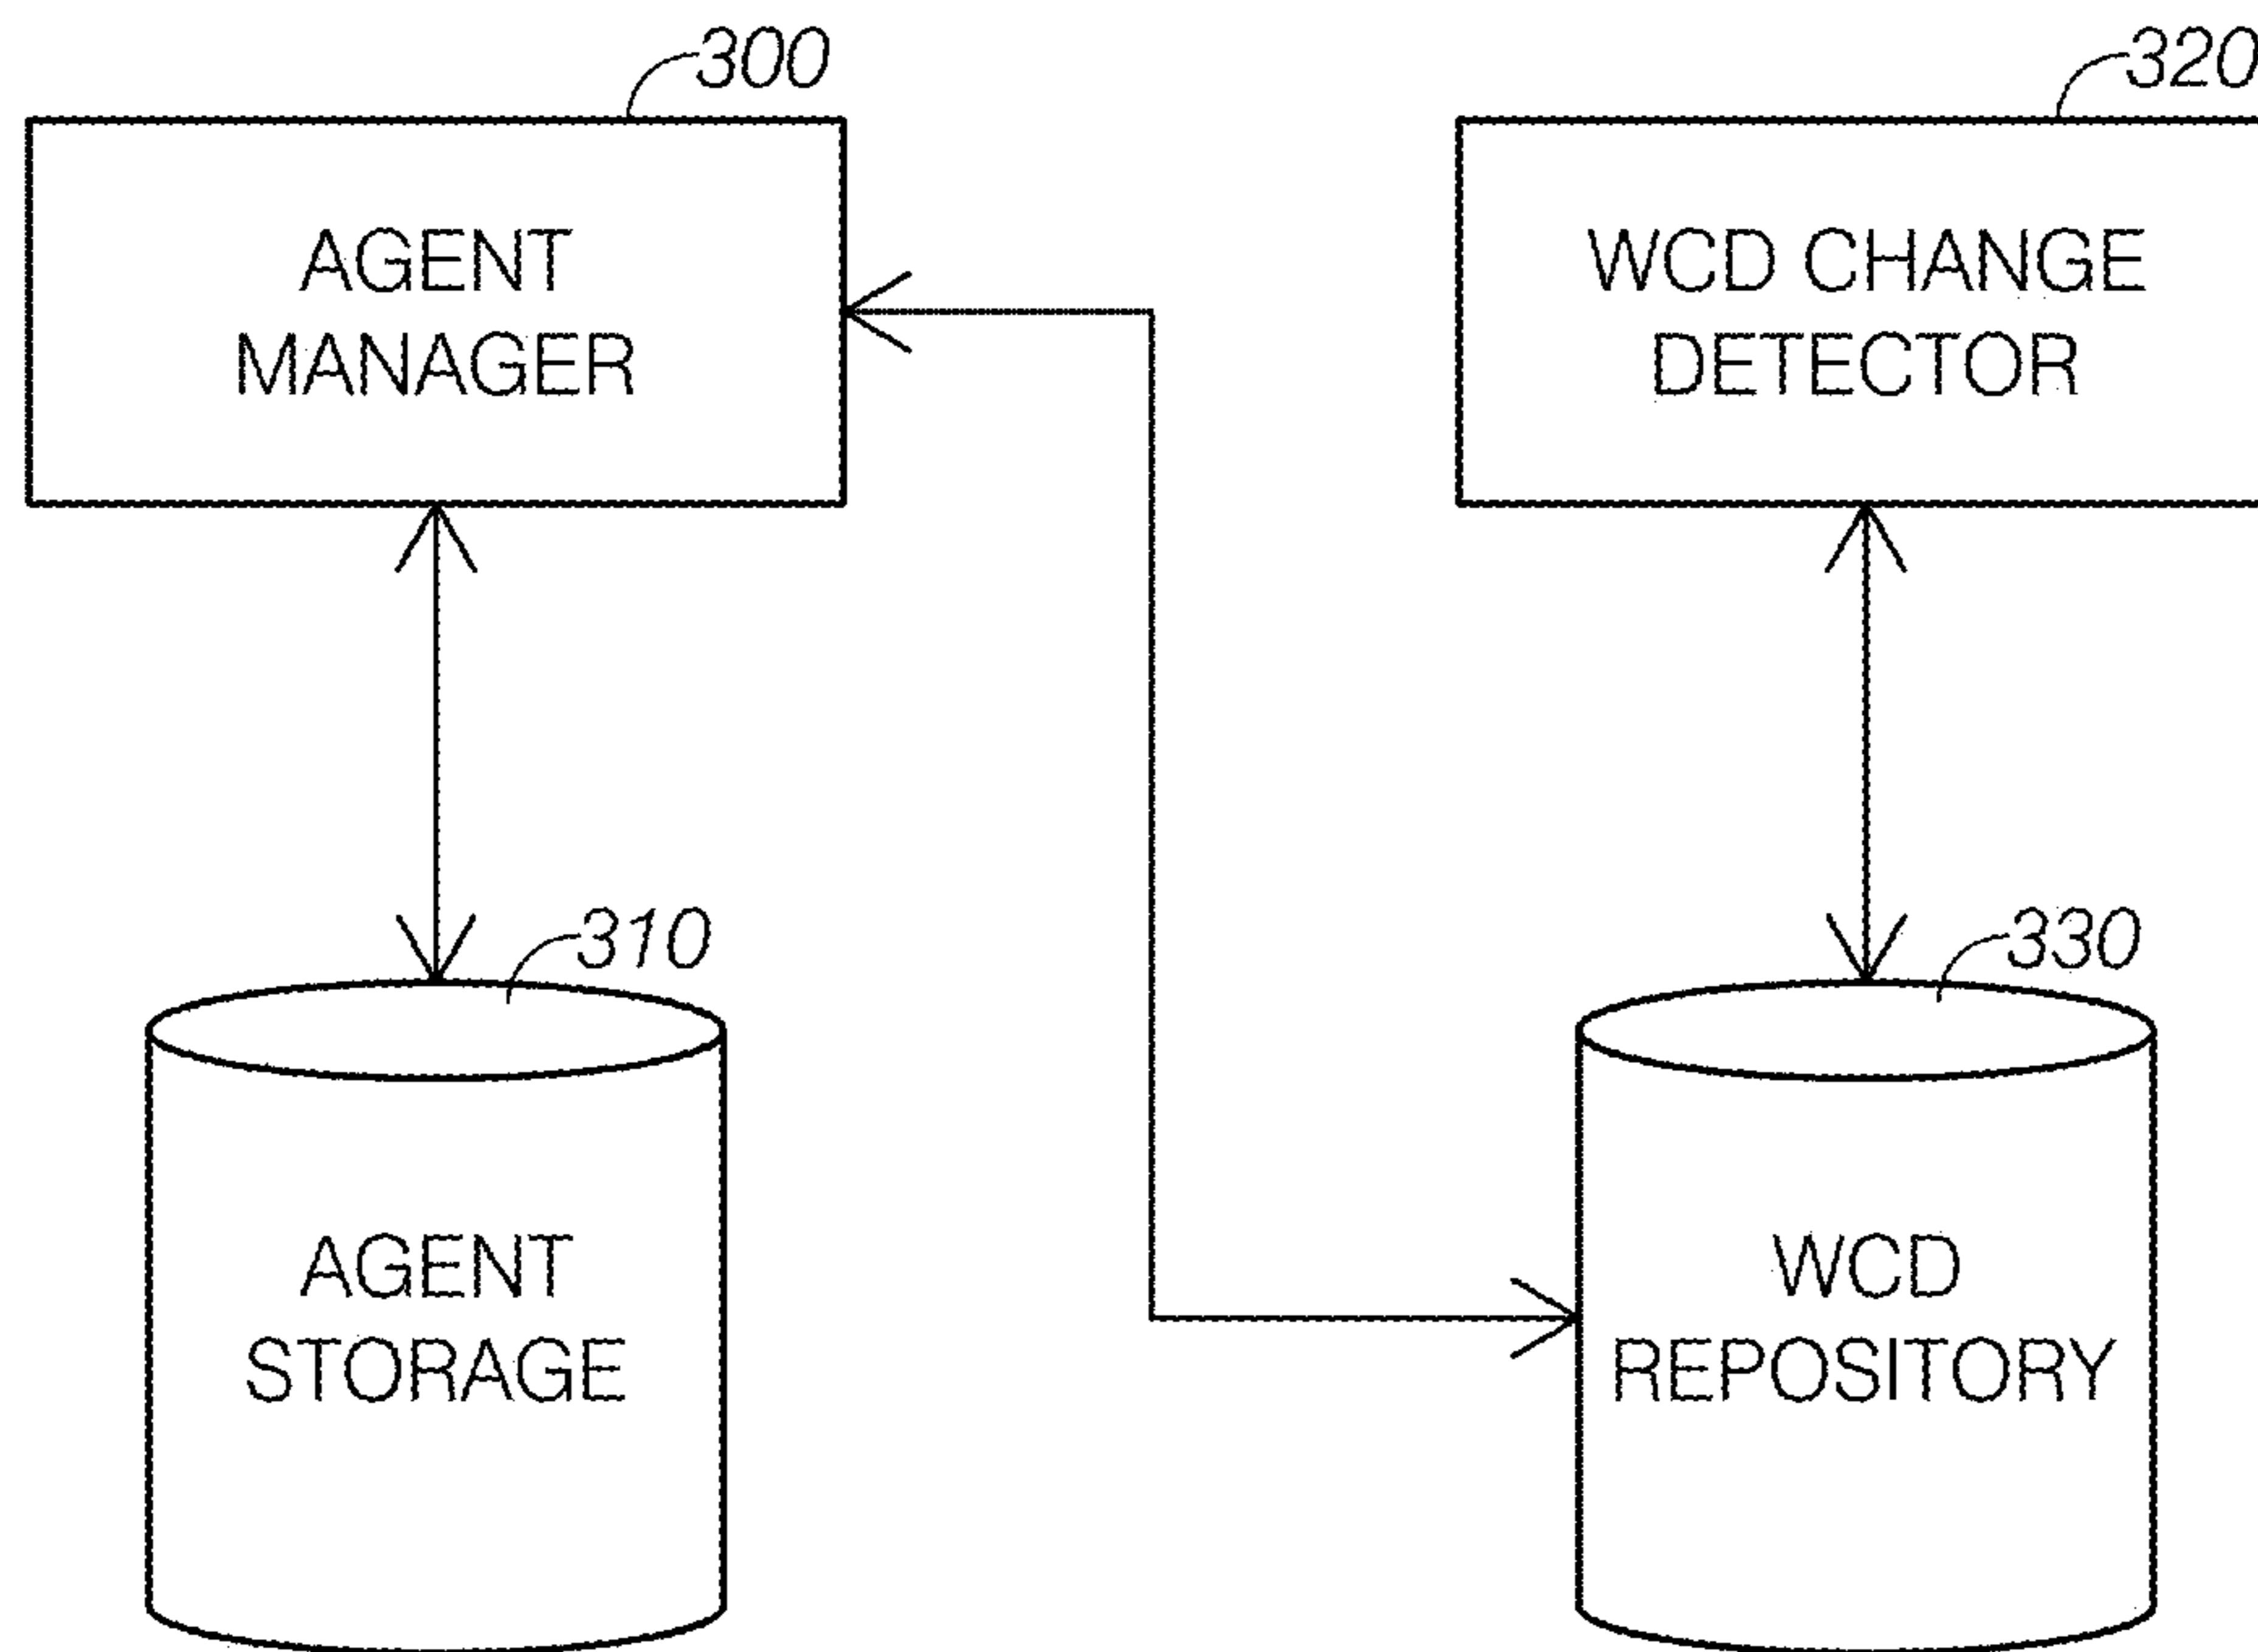 300
320
AGENT
MANAGER
WCD CHANGE
DETECTOR
310
330
AGENT
STORAGE
WCD
REPOSITORY